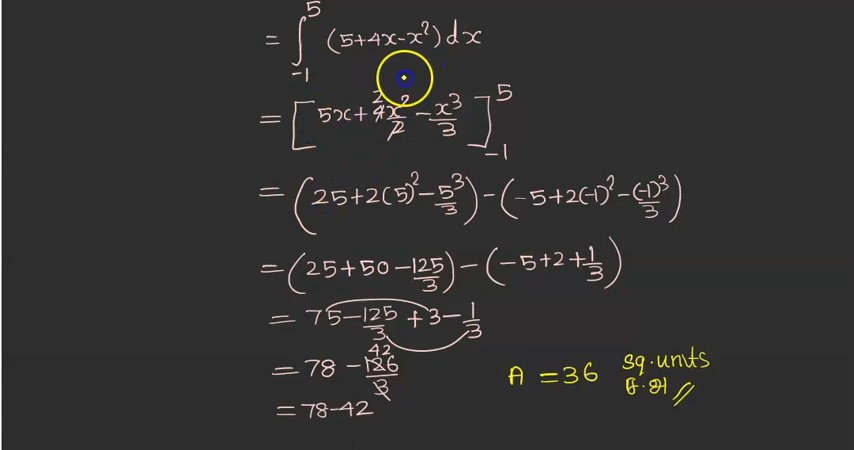 = ∫₋₁⁵ (5+4x-x²) dx
= [5x + 2 4x²/2 - x³/3]₋₁⁵
= (25+2(5)²-5³/3) - (-5+2(-1)²-(-1)³/3)
= (25+50-125/3) - (-5+2+1/3)
= 75-125/3+3-1/3
= 78 - 42 126/3
= 78-42
A = 36 sq.units
ச.அ